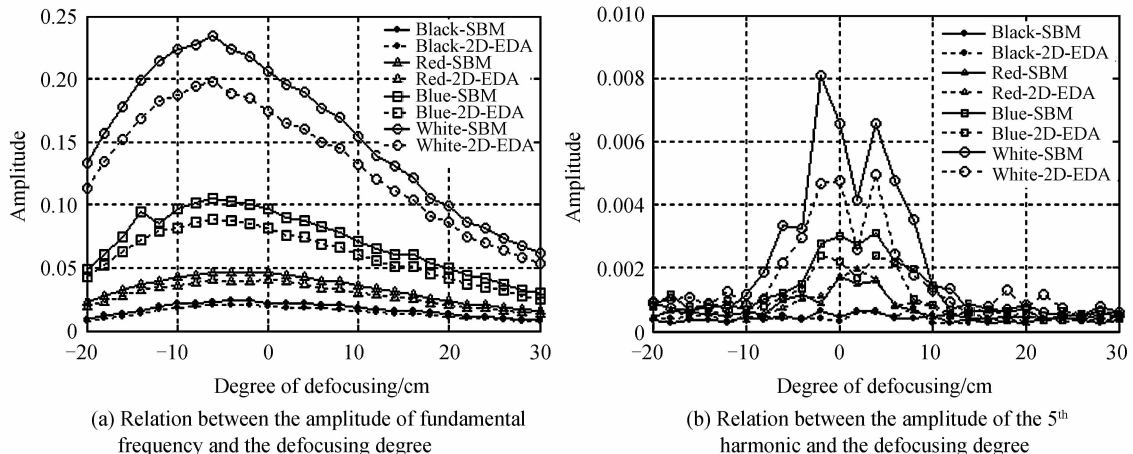 0.25
0.20
0.15
0.10
0.05
0
Amplitude
−20
−10
0
10
20
30
Degree of defocusing/cm
Black-SBM
Black-2D-EDA
Red-SBM
Red-2D-EDA
Blue-SBM
Blue-2D-EDA
White-SBM
White-2D-EDA
(a) Relation between the amplitude of fundamental
frequency and the defocusing degree
0.010
0.008
0.006
0.004
0.002
0
Amplitude
−20
−10
0
10
20
30
Degree of defocusing/cm
Black-SBM
Black-2D-EDA
Red-SBM
Red-2D-EDA
Blue-SBM
Blue-2D-EDA
White-SBM
White-2D-EDA
(b) Relation between the amplitude of the 5th
harmonic and the defocusing degree